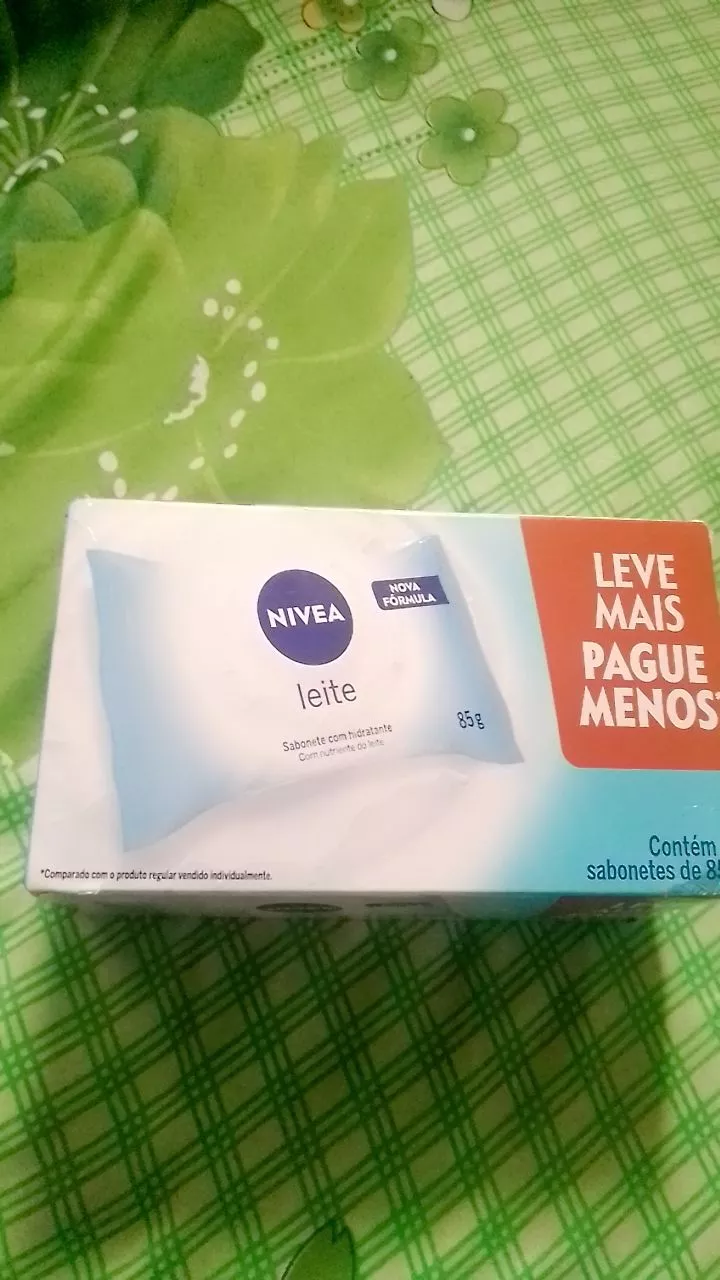 NIVEA
NOVA
FÓRMULA
leite
85g
Sabonete com hidratante
Com nutriente do leite
LEVE
MAIS
PAGUE
MENOS*
Contém
sabonetes de 8
*Comparado com o produto regular vendido individualmente.